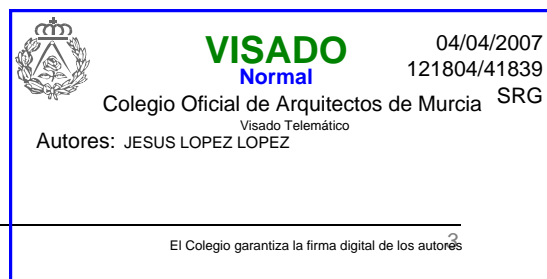 VISADO
Normal
04/04/2007
121804/41839
SRG
Colegio Oficial de Arquitectos de Murcia
Visado Telemático
Autores: JESUS LOPEZ LOPEZ
El Colegio garantiza la firma digital de los autores
3